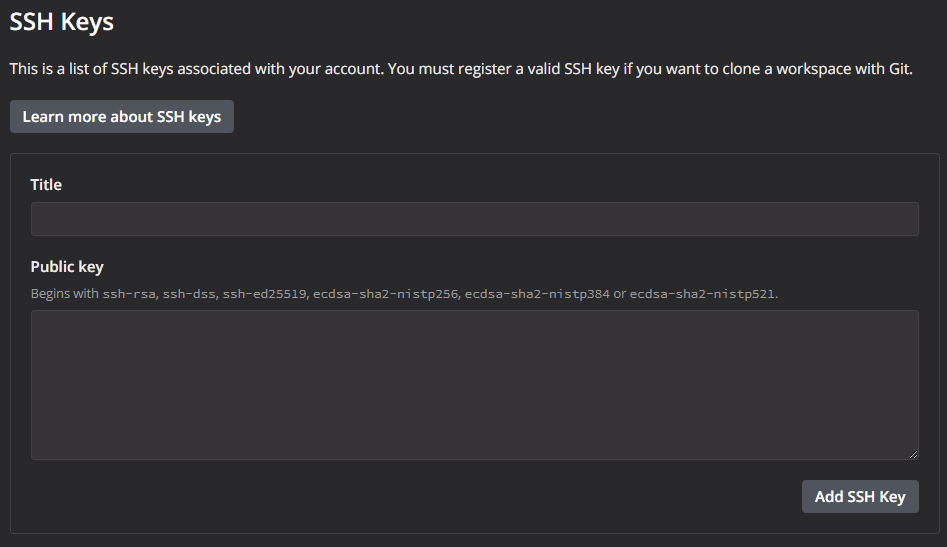 SSH Keys
This is a list of SSH keys associated with your account. You must register a valid SSH key if you want to clone a workspace with Git.
Learn more about SSH keys
Title
Public key
Begins with ssh-rsa, ssh-dss, ssh-ed25519, ecdsa-sha2-nistp256, ecdsa-sha2-nistp384 or ecdsa-sha2-nistp521.
Add SSH Key